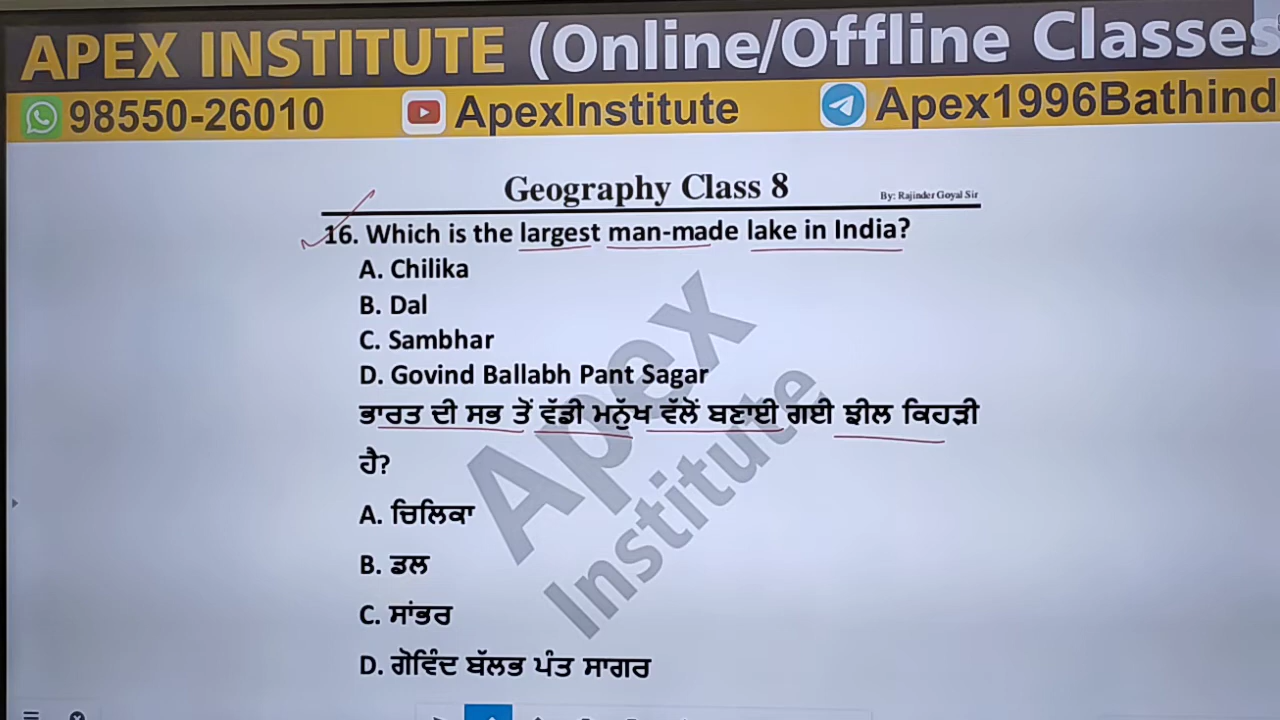 APEX INSTITUTE (Online/Offline Classes
98550-26010 ApexInstitute Apex1996Bathind
Geography Class 8 By: Rajinder Goyal Sir
16. Which is the largest man-made lake in India?
A. Chilika
B. Dal
C. Sambhar
D. Govind Ballabh Pant Sagar
ਭਾਰਤ ਦੀ ਸਭ ਤੋਂ ਵੱਡੀ ਮਨੁੱਖ ਵੱਲੋਂ ਬਣਾਈ ਗਈ ਝੀਲ ਕਿਹੜੀ
ਹੈ?
A. ਚਿਲਿਕਾ
B. ਡਲ
C. ਸਾਂਭਰ
D. ਗੋਵਿੰਦ ਬੱਲਭ ਪੰਤ ਸਾਗਰ
Apex
Institute